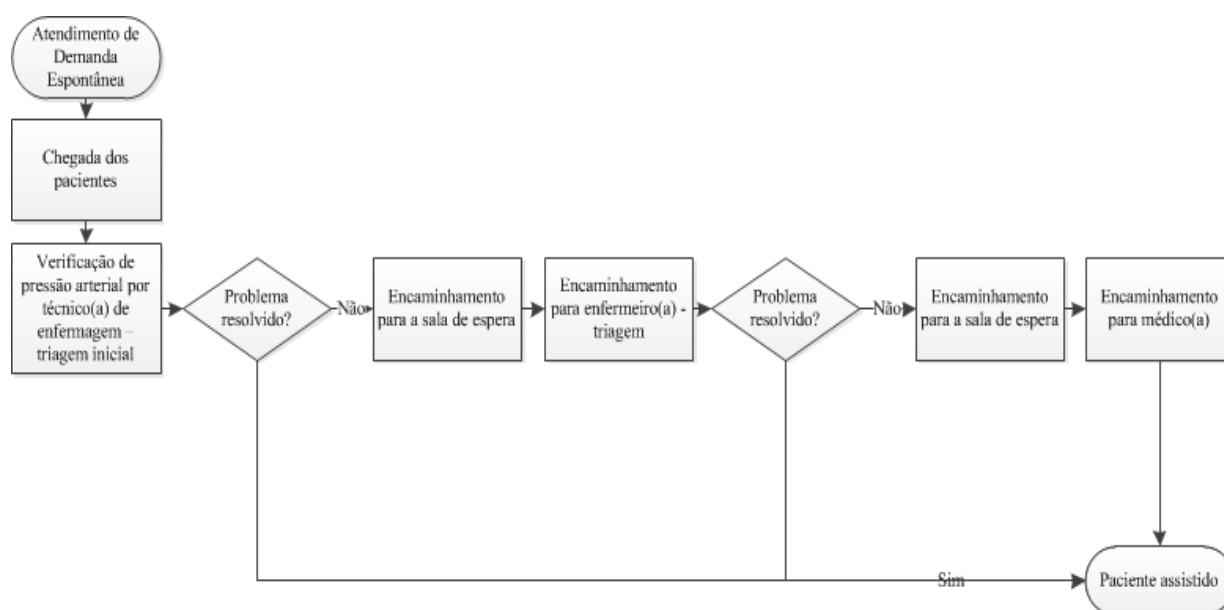 Atendimento de
Demanda
Espontânea
Chegada dos
pacientes
Verificação de
pressão arterial por
técnico(a) de
enfermagem –
triagem inicial
Problema
resolvido?
Não
Encaminhamento
para a sala de espera
Encaminhamento
para enfermeiro(a) -
triagem
Problema
resolvido?
Não
Encaminhamento
para a sala de espera
Encaminhamento
para médico(a)
Sim
Paciente assistido